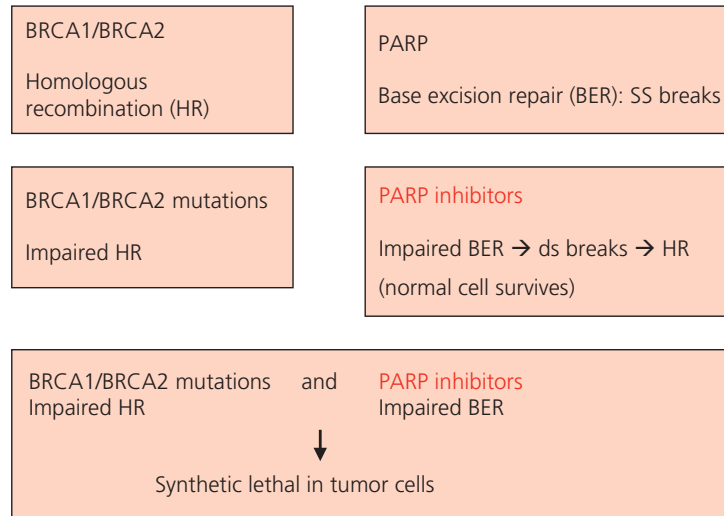 BRCA1/BRCA2
Homologous
recombination (HR)
PARP
Base excision repair (BER): SS breaks
BRCA1/BRCA2 mutations
Impaired HR
PARP inhibitors
Impaired BER → ds breaks → HR
(normal cell survives)
BRCA1/BRCA2 mutations and PARP inhibitors
Impaired HR Impaired BER
Synthetic lethal in tumor cells